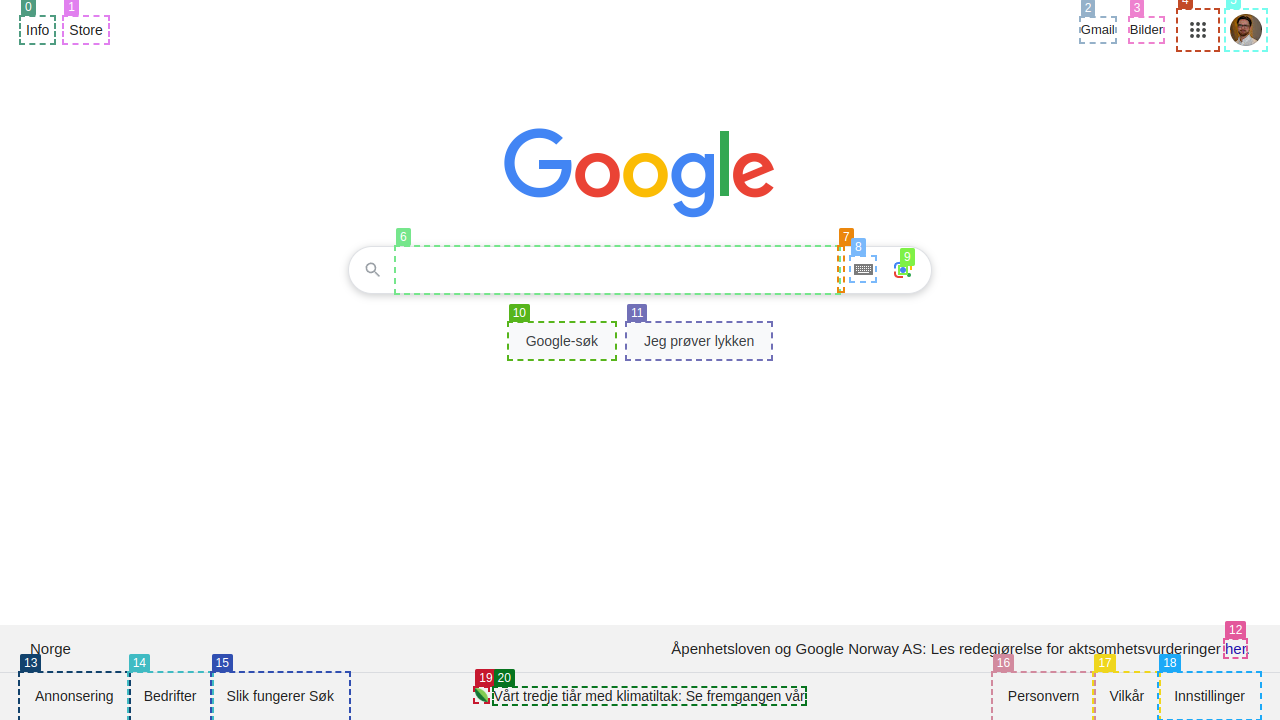 Info Store Gmail Bilder
0 1 2 3 4 5
Google
6 7 8 9
10 11
Google-søk Jeg prøver lykken
12
Norge Åpenhetsloven og Google Norway AS: Les redegjørelse for aktsomhetsvurderinger her.
13 14 15 19 20 16 17 18
Annonsering Bedrifter Slik fungerer Søk Vårt tredje tiår med klimatiltak: Se fremgangen vår Personvern Vilkår Innstillinger